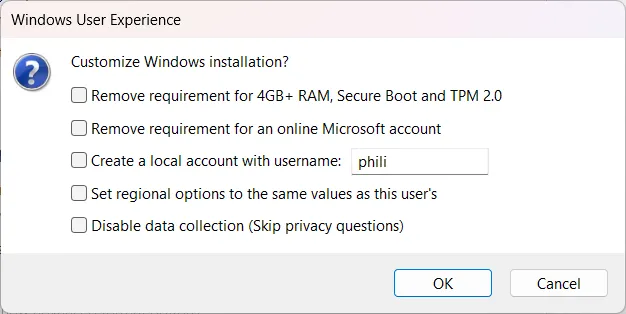 Windows User Experience
Customize Windows installation?
Remove requirement for 4GB+ RAM, Secure Boot and TPM 2.0
Remove requirement for an online Microsoft account
Create a local account with username: phili
Set regional options to the same values as this user's
Disable data collection (Skip privacy questions)
OK Cancel